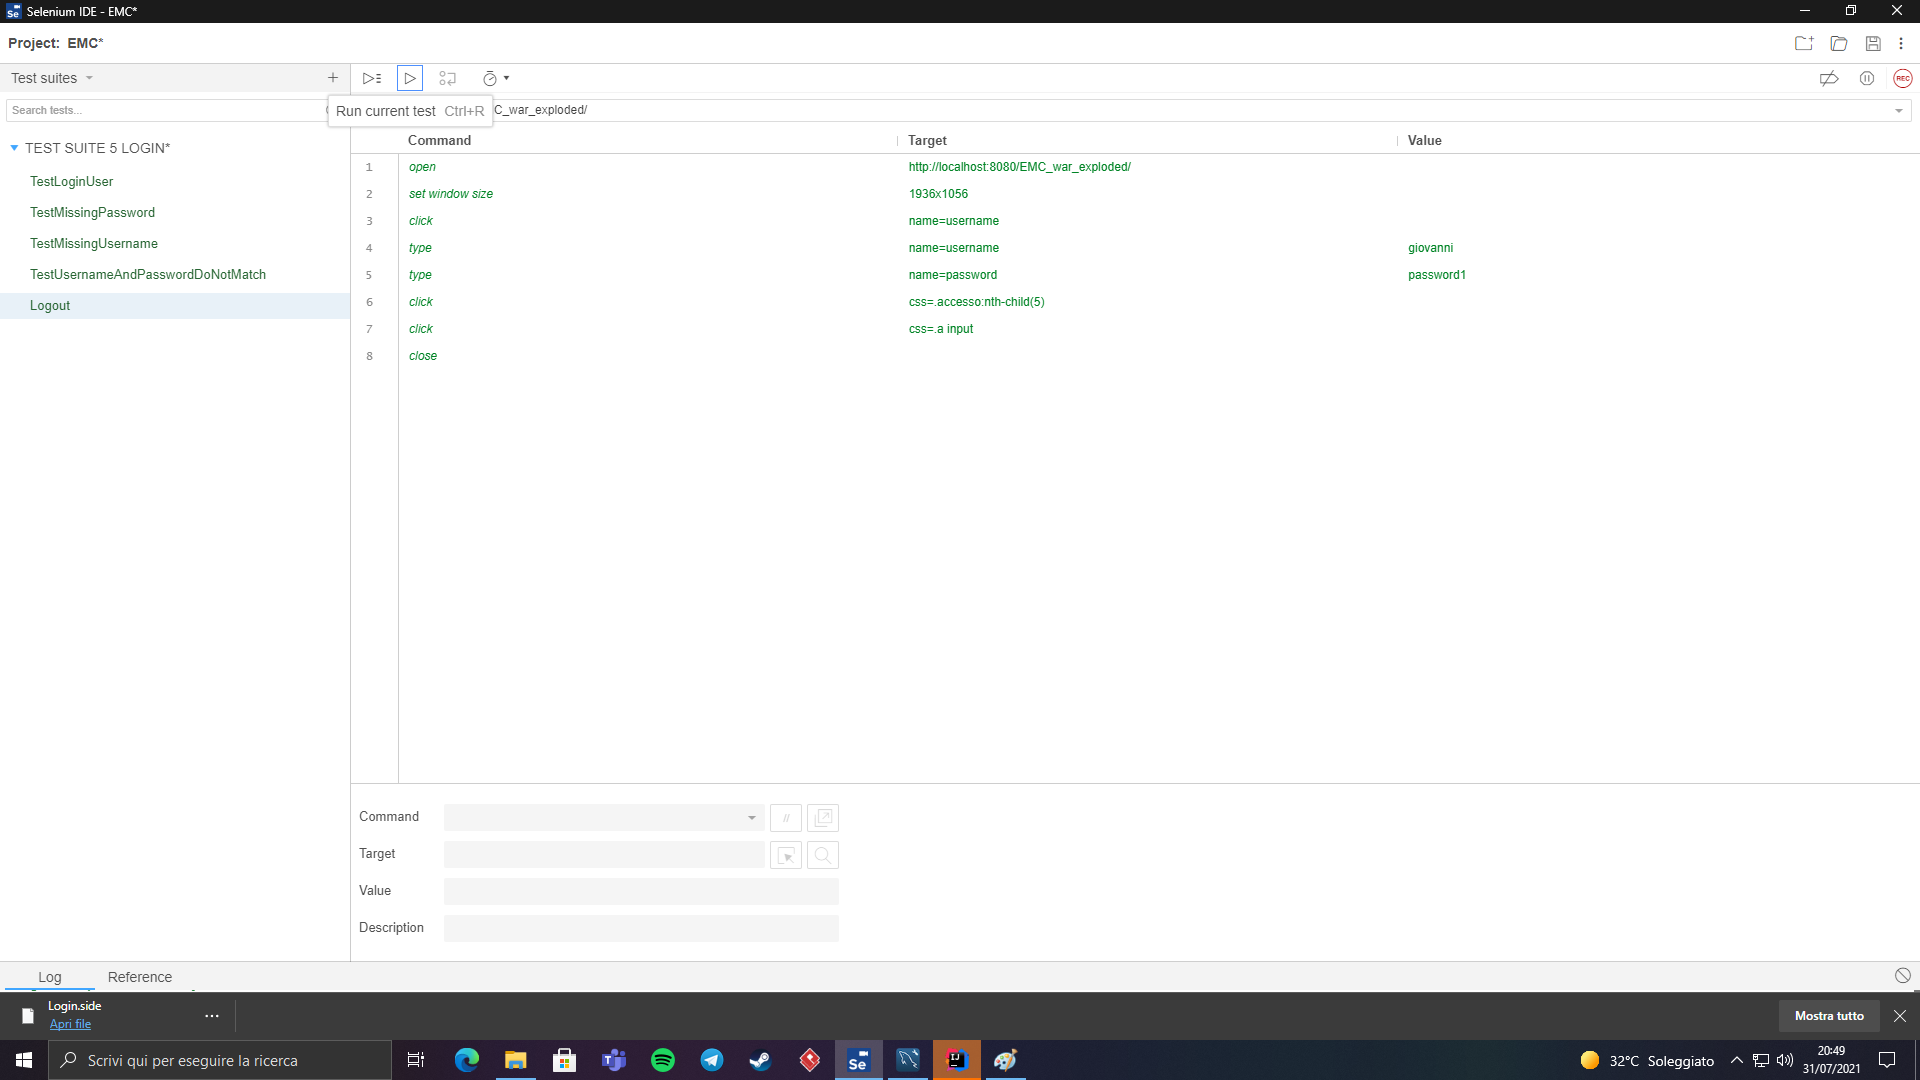 Selenium IDE - EMC*
Project: EMC*
Test suites
Search tests...
Run current test Ctrl+R
C_war_exploded/
REC
TEST SUITE 5 LOGIN*
TestLoginUser
TestMissingPassword
TestMissingUsername
TestUsernameAndPasswordDoNotMatch
Logout
Command Target Value
1 open http://localhost:8080/EMC_war_exploded/
2 set window size 1936x1056
3 click name=username
4 type name=username giovanni
5 type name=password password1
6 click css=.accesso:nth-child(5)
7 click css=.a input
8 close
Command //
Target
Value
Description
Log Reference
Login.side
Apri file
Mostra tutto
Scrivi qui per eseguire la ricerca
32°C Soleggiato
20:49
31/07/2021